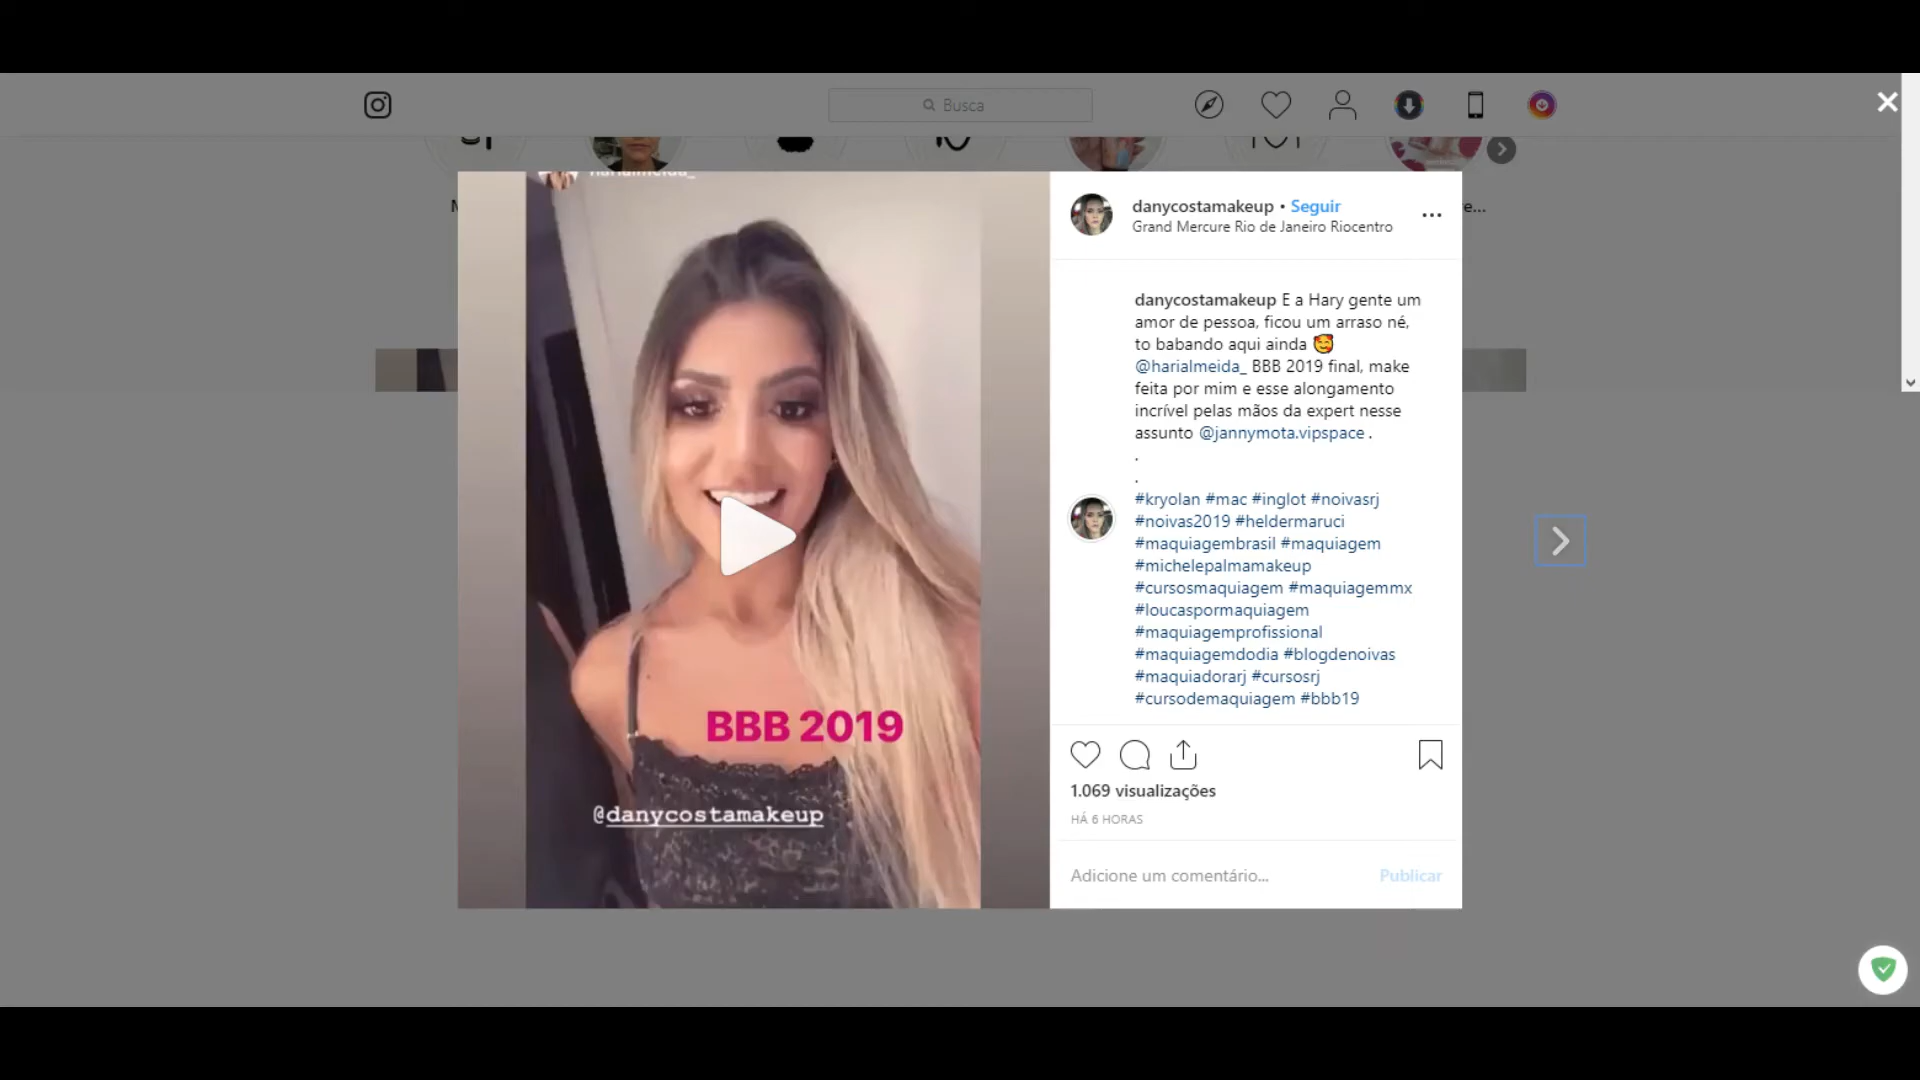 Busca
harialmeida_
e...
danycostamakeup • Seguir
Grand Mercure Rio de Janeiro Riocentro
danycostamakeup E a Hary gente um
amor de pessoa, ficou um arraso né,
to babando aqui ainda 🥰
@harialmeida_ BBB 2019 final, make
feita por mim e esse alongamento
incrível pelas mãos da expert nesse
assunto @jannymota.vipspace .
.
.
#kryolan #mac #inglot #noivasrj
#noivas2019 #heldermaruci
#maquiagembrasil #maquiagem
#michelepalmamakeup
#cursosmaquiagem #maquiagemmx
#loucaspormaquiagem
#maquiagemprofissional
#maquiagemdodia #blogdenoivas
#maquiadorarj #cursosrj
#cursodemaquiagem #bbb19
BBB 2019
@danycostamakeup
1.069 visualizações
HÁ 6 HORAS
Adicione um comentário...
Publicar